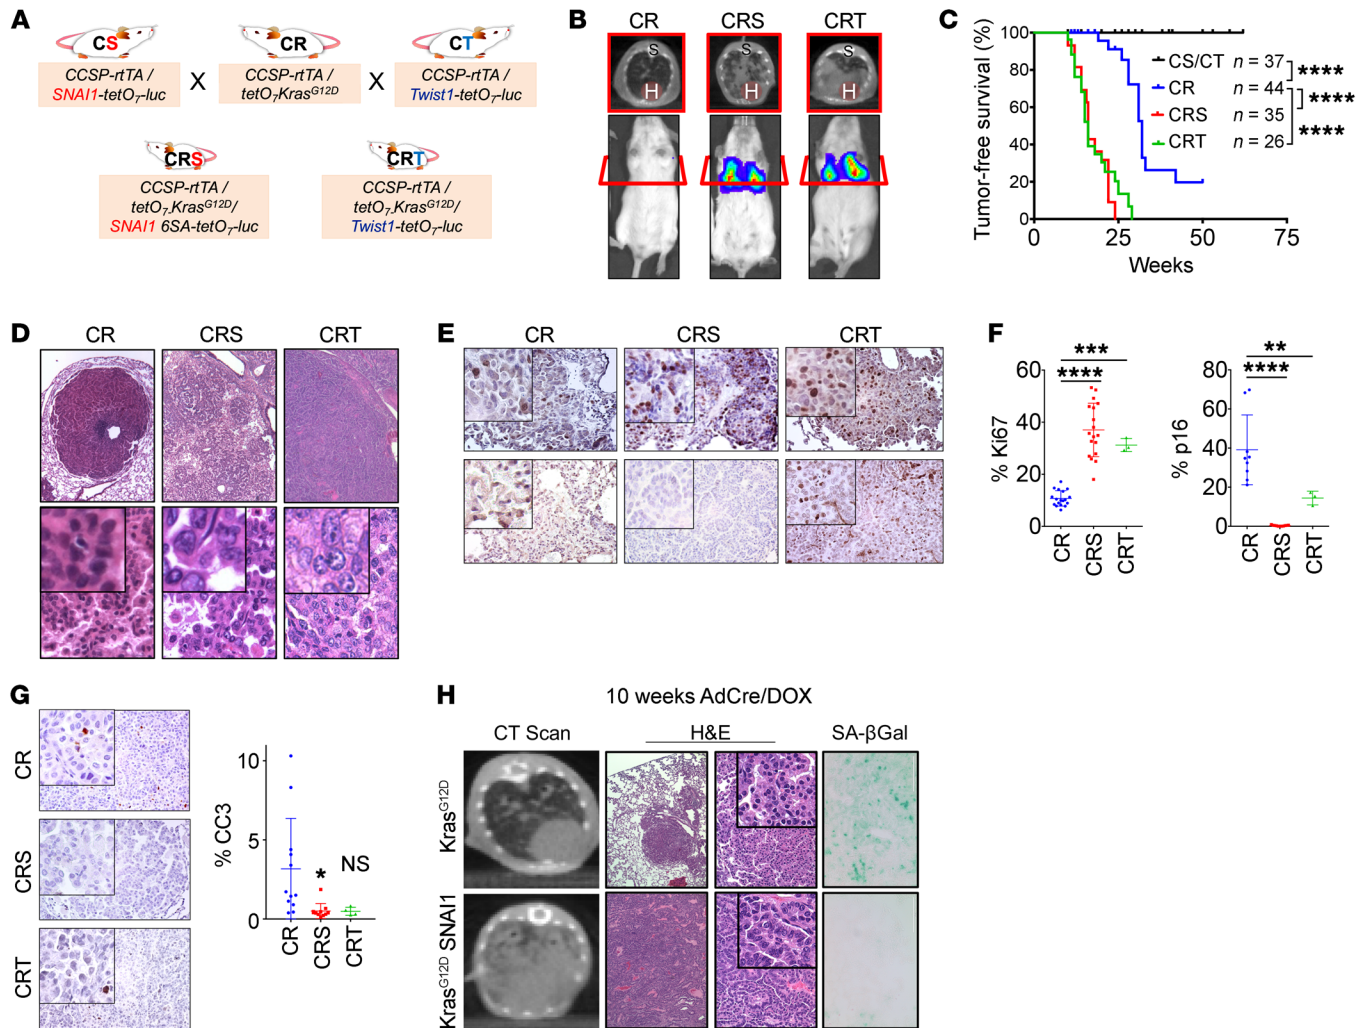 A
CS
CR
CT
CCSP-rtTA /
SNAI1-tetO7-luc
X
CCSP-rtTA /
tetO7KrasG12D
X
CCSP-rtTA /
Twist1-tetO7-luc
CRS
CRT
CCSP-rtTA /
tetO7-KrasG12D/
SNAI1 6SA-tetO7-luc
CCSP-rtTA /
tetO7-KrasG12D/
Twist1-tetO7-luc
B
CR
CRS
CRT
S
S
S
H
H
H
C
Tumor-free survival (%)
100
80
60
40
20
0
0
25
50
75
Weeks
CS/CT n = 37
CR n = 44
CRS n = 35
CRT n = 26
****
****
****
D
CR
CRS
CRT
E
CR
CRS
CRT
F
% Ki67
60
40
20
0
***
****
CR
CRS
CRT
% p16
80
60
40
20
0
**
****
CR
CRS
CRT
G
CR
CRS
CRT
% CC3
10
5
0
*
NS
CR
CRS
CRT
H
10 weeks AdCre/DOX
CT Scan
H&E
SA-βGal
KrasG12D
KrasG12D SNAI1